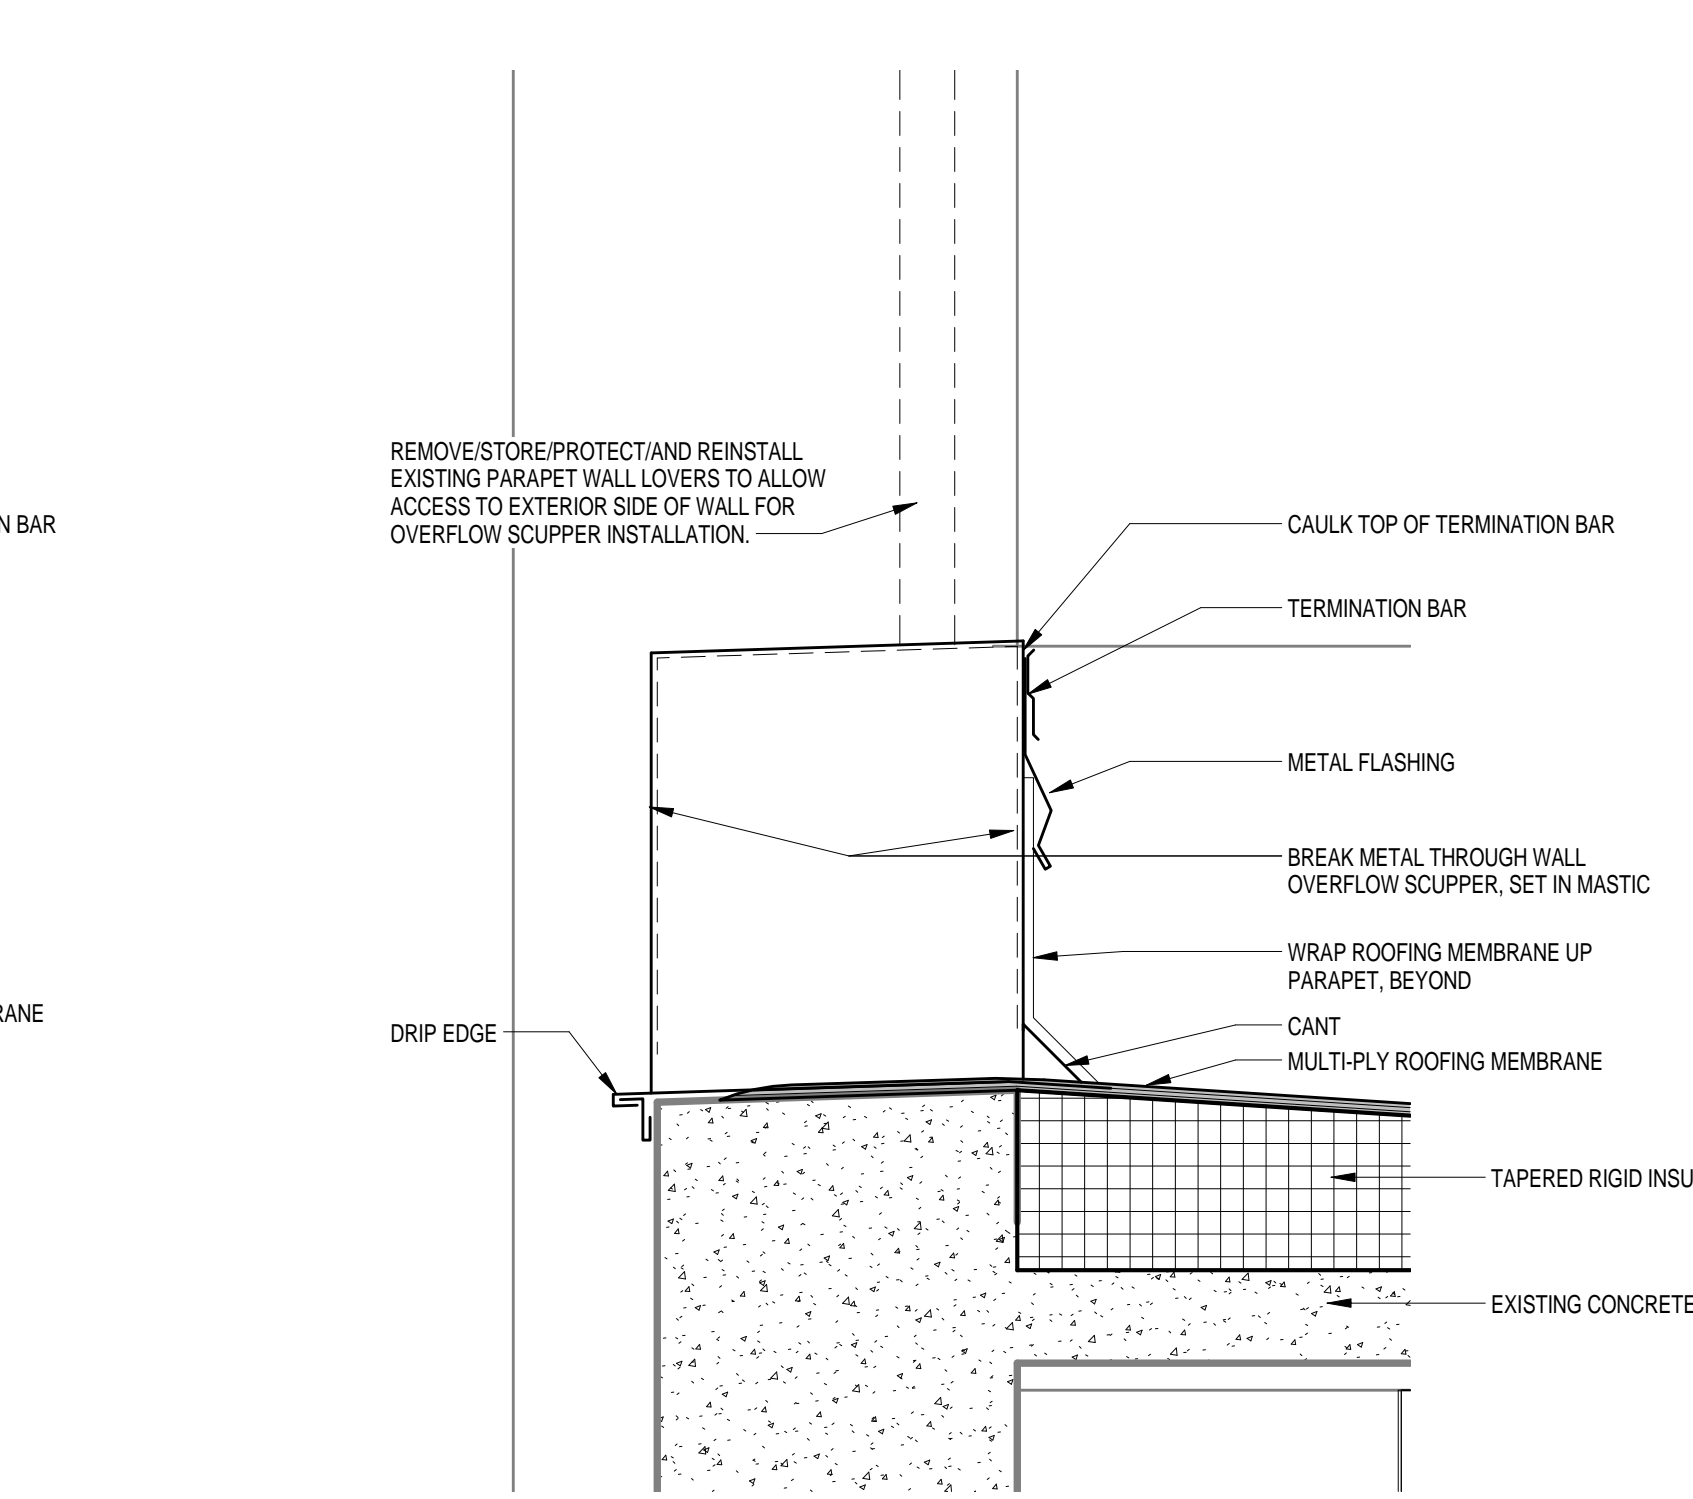 N BAR
RANE
REMOVE/STORE/PROTECT/AND REINSTALL
EXISTING PARAPET WALL LOVERS TO ALLOW
ACCESS TO EXTERIOR SIDE OF WALL FOR
OVERFLOW SCUPPER INSTALLATION.
DRIP EDGE
CAULK TOP OF TERMINATION BAR
TERMINATION BAR
METAL FLASHING
BREAK METAL THROUGH WALL
OVERFLOW SCUPPER, SET IN MASTIC
WRAP ROOFING MEMBRANE UP
PARAPET, BEYOND
CANT
MULTI-PLY ROOFING MEMBRANE
TAPERED RIGID INSU
EXISTING CONCRETE